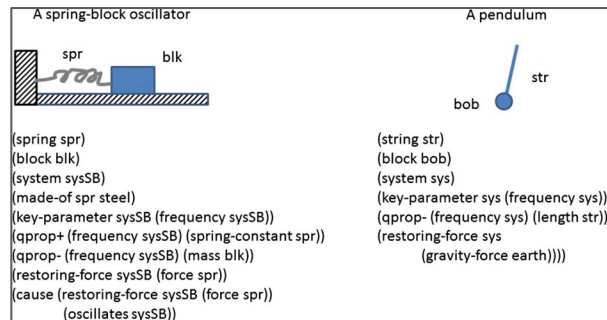 A spring-block oscillator
spr
blk
(spring spr)
(block blk)
(system sysSB)
(made-of spr steel)
(key-parameter sysSB (frequency sysSB))
(qprop+ (frequency sysSB) (spring-constant spr))
(qprop- (frequency sysSB) (mass blk))
(restoring-force sysSB (force spr))
(cause (restoring-force sysSB (force spr))
(oscillates sysSB))
A pendulum
str
bob
(string str)
(block bob)
(system sys)
(key-parameter sys (frequency sys))
(qprop- (frequency sys) (length str))
(restoring-force sys
(gravity-force earth))))